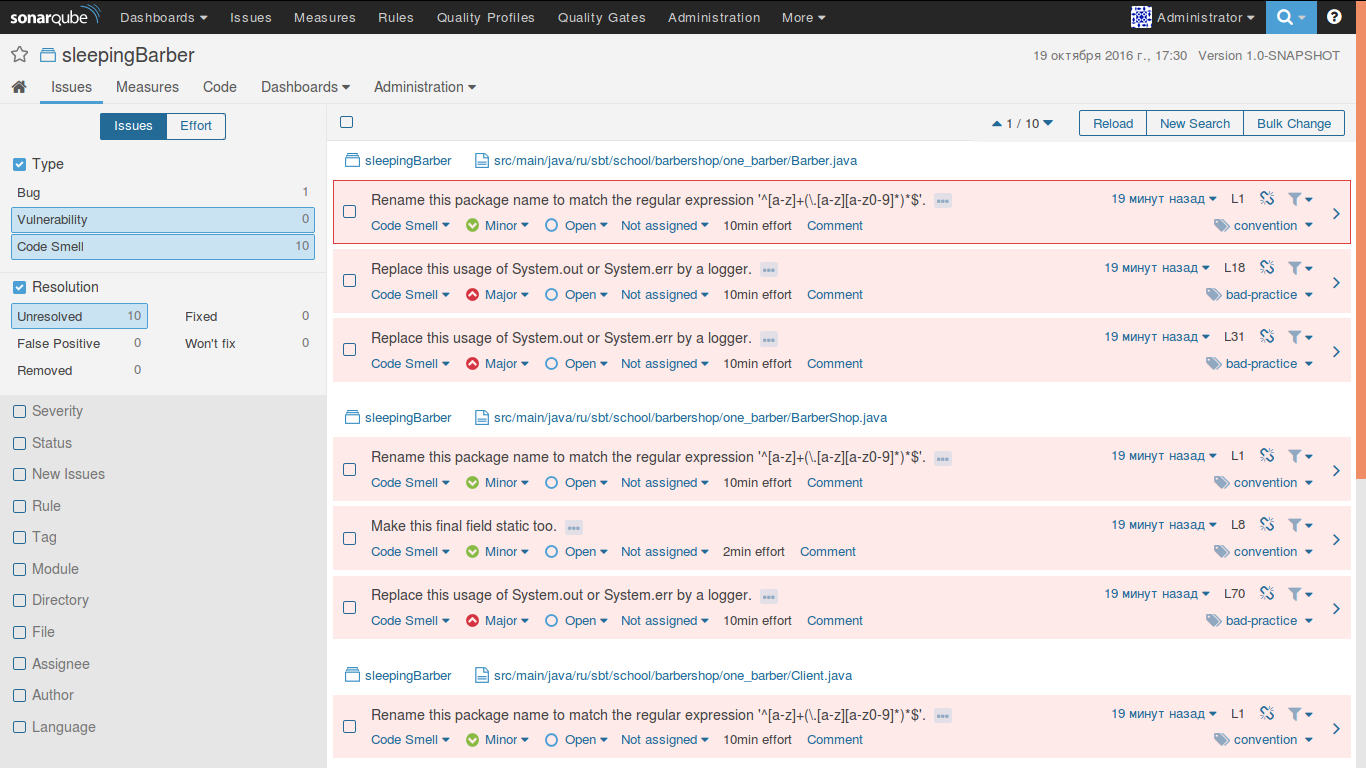 sonarqube Dashboards Issues Measures Rules Quality Profiles Quality Gates Administration More Administrator
sleepingBarber 19 октября 2016 г., 17:30 Version 1.0-SNAPSHOT
Issues Measures Code Dashboards Administration
Issues Effort
1 / 10 Reload New Search Bulk Change
Type
Bug 1
Vulnerability 0
Code Smell 10
Resolution
Unresolved 10 Fixed 0
False Positive 0 Won't fix 0
Removed 0
Severity
Status
New Issues
Rule
Tag
Module
Directory
File
Assignee
Author
Language
sleepingBarber src/main/java/ru/sbt/school/barbershop/one_barber/Barber.java
Rename this package name to match the regular expression '^[a-z]+(\.[a-z][a-z0-9]*)*$'. 19 минут назад L1
Code Smell Minor Open Not assigned 10min effort Comment convention
Replace this usage of System.out or System.err by a logger. 19 минут назад L18
Code Smell Major Open Not assigned 10min effort Comment bad-practice
Replace this usage of System.out or System.err by a logger. 19 минут назад L31
Code Smell Major Open Not assigned 10min effort Comment bad-practice
sleepingBarber src/main/java/ru/sbt/school/barbershop/one_barber/BarberShop.java
Rename this package name to match the regular expression '^[a-z]+(\.[a-z][a-z0-9]*)*$'. 19 минут назад L1
Code Smell Minor Open Not assigned 10min effort Comment convention
Make this final field static too. 19 минут назад L8
Code Smell Minor Open Not assigned 2min effort Comment convention
Replace this usage of System.out or System.err by a logger. 19 минут назад L70
Code Smell Major Open Not assigned 10min effort Comment bad-practice
sleepingBarber src/main/java/ru/sbt/school/barbershop/one_barber/Client.java
Rename this package name to match the regular expression '^[a-z]+(\.[a-z][a-z0-9]*)*$'. 19 минут назад L1
Code Smell Minor Open Not assigned 10min effort Comment convention